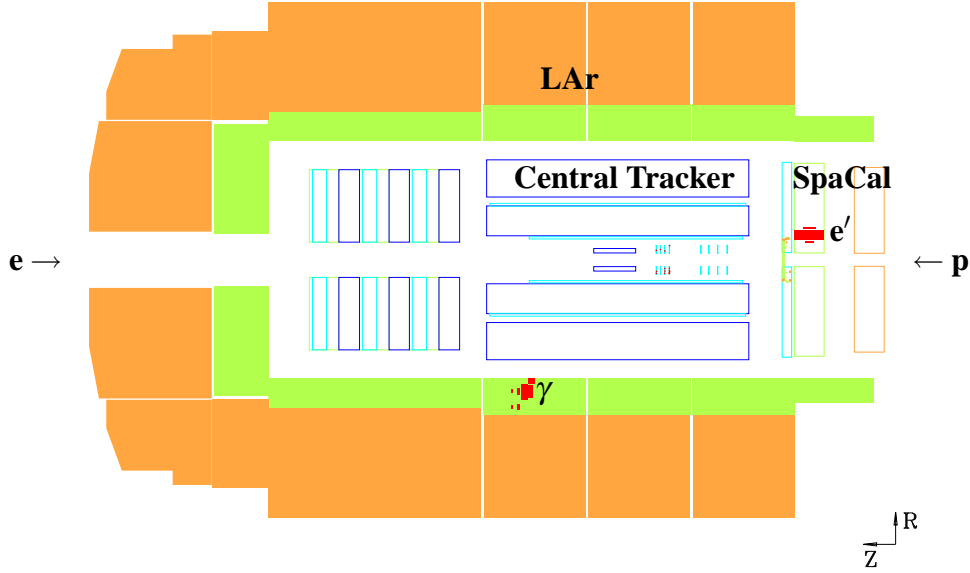 LAr
Central Tracker
SpaCal
e′
e →
← p
γ
R
Z